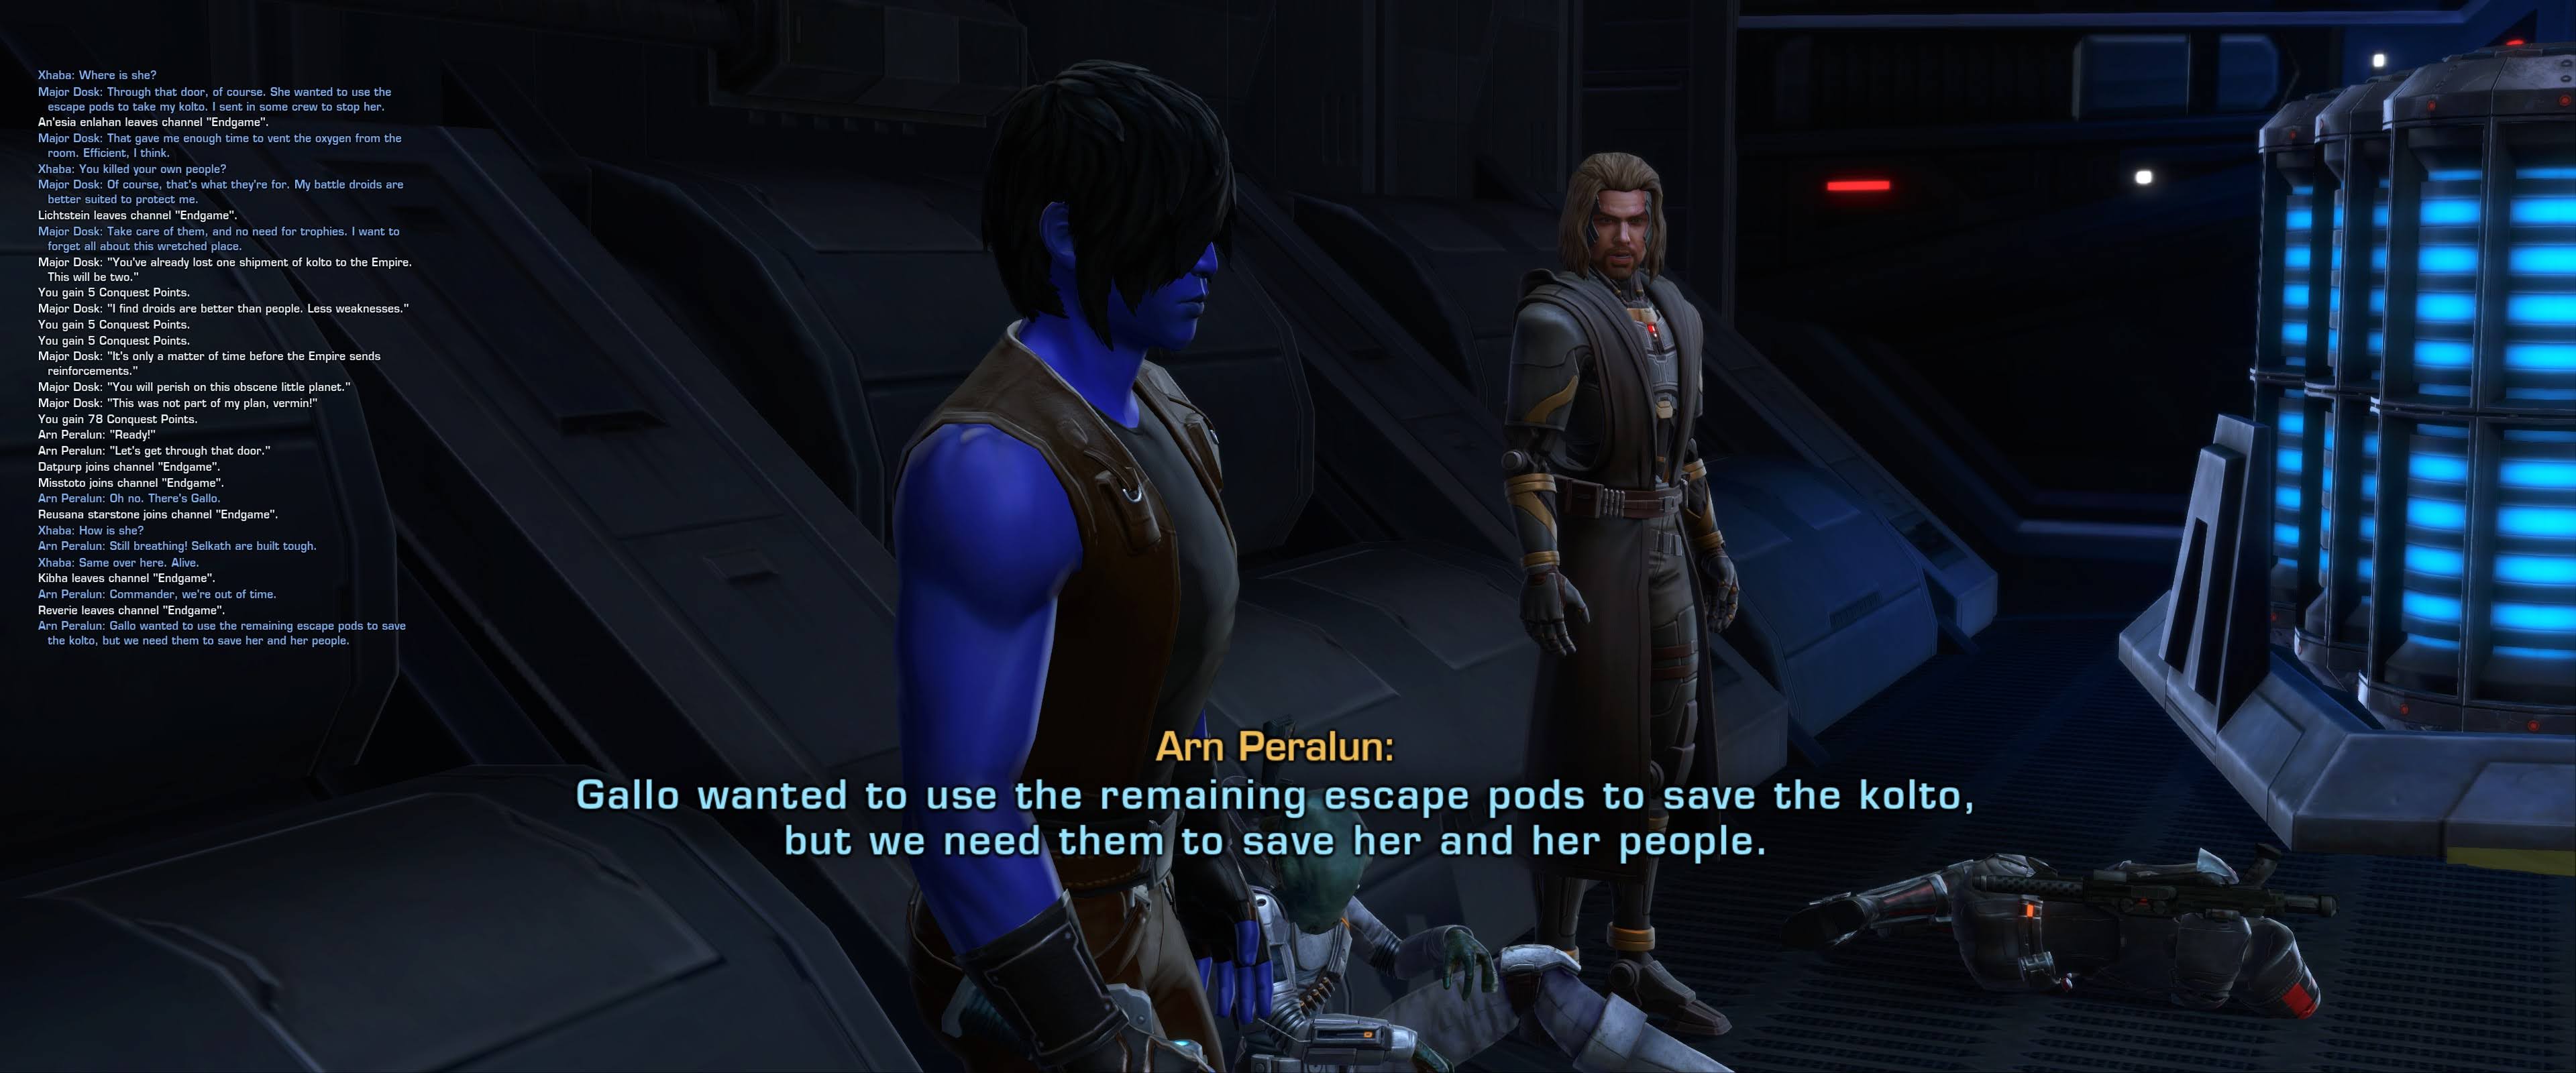 Xhaba: Where is she?
Major Dosk: Through that door, of course. She wanted to use the
escape pods to take my kolto. I sent in some crew to stop her.
An'esia enlahan leaves channel "Endgame".
Major Dosk: That gave me enough time to vent the oxygen from the
room. Efficient, I think.
Xhaba: You killed your own people?
Major Dosk: Of course, that's what they're for. My battle droids are
better suited to protect me.
Lichtstein leaves channel "Endgame".
Major Dosk: Take care of them, and no need for trophies. I want to
forget all about this wretched place.
Major Dosk: "You've already lost one shipment of kolto to the Empire.
This will be two."
You gain 5 Conquest Points.
Major Dosk: "I find droids are better than people. Less weaknesses."
You gain 5 Conquest Points.
You gain 5 Conquest Points.
Major Dosk: "It's only a matter of time before the Empire sends
reinforcements."
Major Dosk: "You will perish on this obscene little planet."
Major Dosk: "This was not part of my plan, vermin!"
You gain 78 Conquest Points.
Arn Peralun: "Ready!"
Arn Peralun: "Let's get through that door."
Datpurp joins channel "Endgame".
Misstoto joins channel "Endgame".
Arn Peralun: Oh no. There's Gallo.
Reusana starstone joins channel "Endgame".
Xhaba: How is she?
Arn Peralun: Still breathing! Selkath are built tough.
Xhaba: Same over here. Alive.
Kibha leaves channel "Endgame".
Arn Peralun: Commander, we're out of time.
Reverie leaves channel "Endgame".
Arn Peralun: Gallo wanted to use the remaining escape pods to save
the kolto, but we need them to save her and her people.
Arn Peralun:
Gallo wanted to use the remaining escape pods to save the kolto,
but we need them to save her and her people.